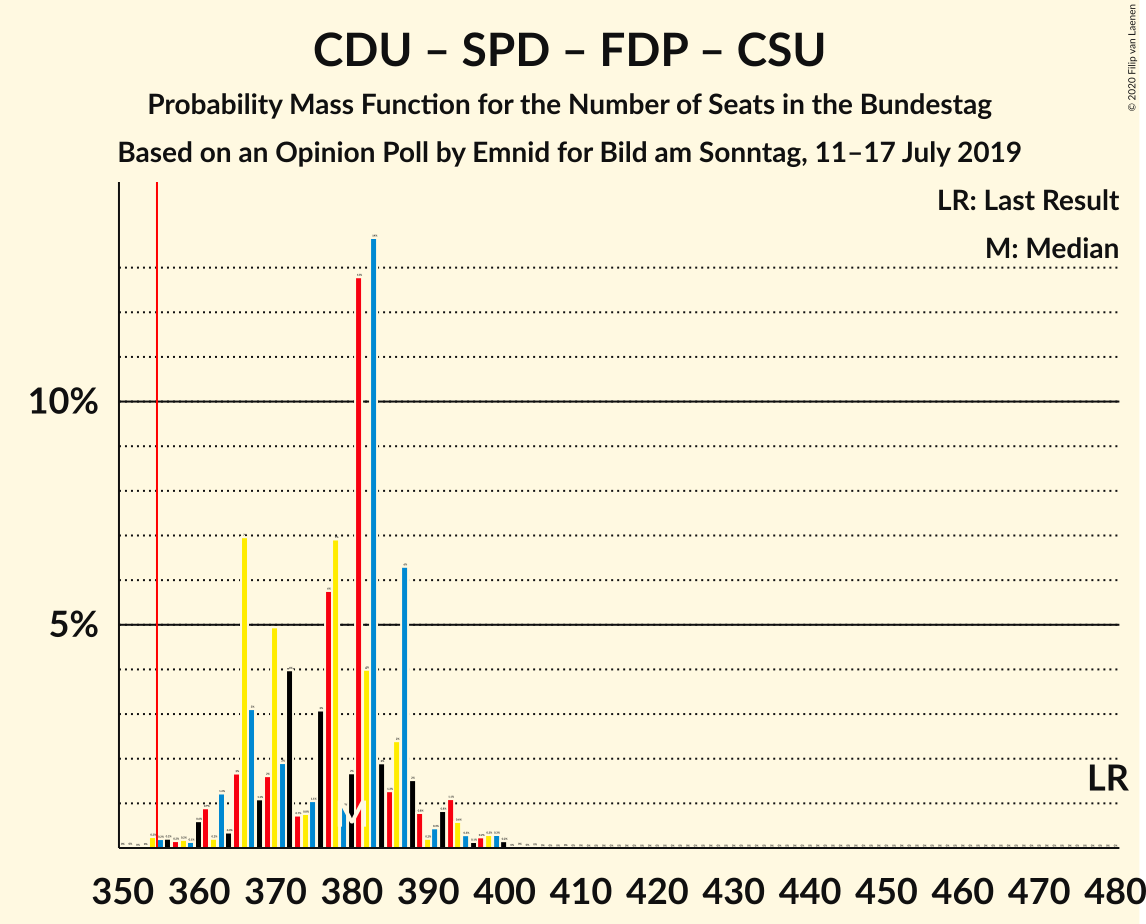 CDU – SPD – FDP – CSU
Probability Mass Function for the Number of Seats in the Bundestag
Based on an Opinion Poll by Emnid for Bild am Sonntag, 11–17 July 2019
© 2020 Filip van Laenen
LR: Last Result
M: Median
10%
5%
LR
M
350 360 370 380 390 400 410 420 430 440 450 460 470 480